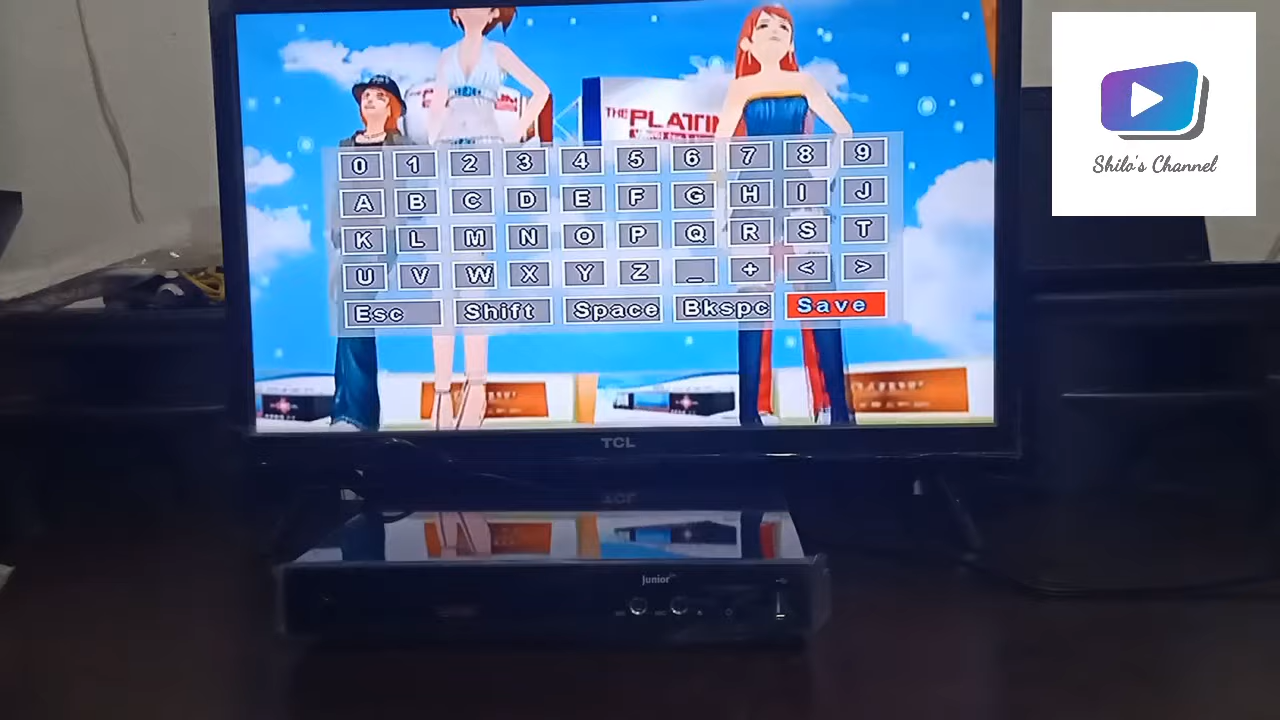 THE PLATIN
0 1 2 3 4 5 6 7 8 9
A B C D E F G H I J
K L M N O P Q R S T
U V W X Y Z _ + < >
Esc Shift Space Bkspc Save
TCL
Junior
Shilo's Channel